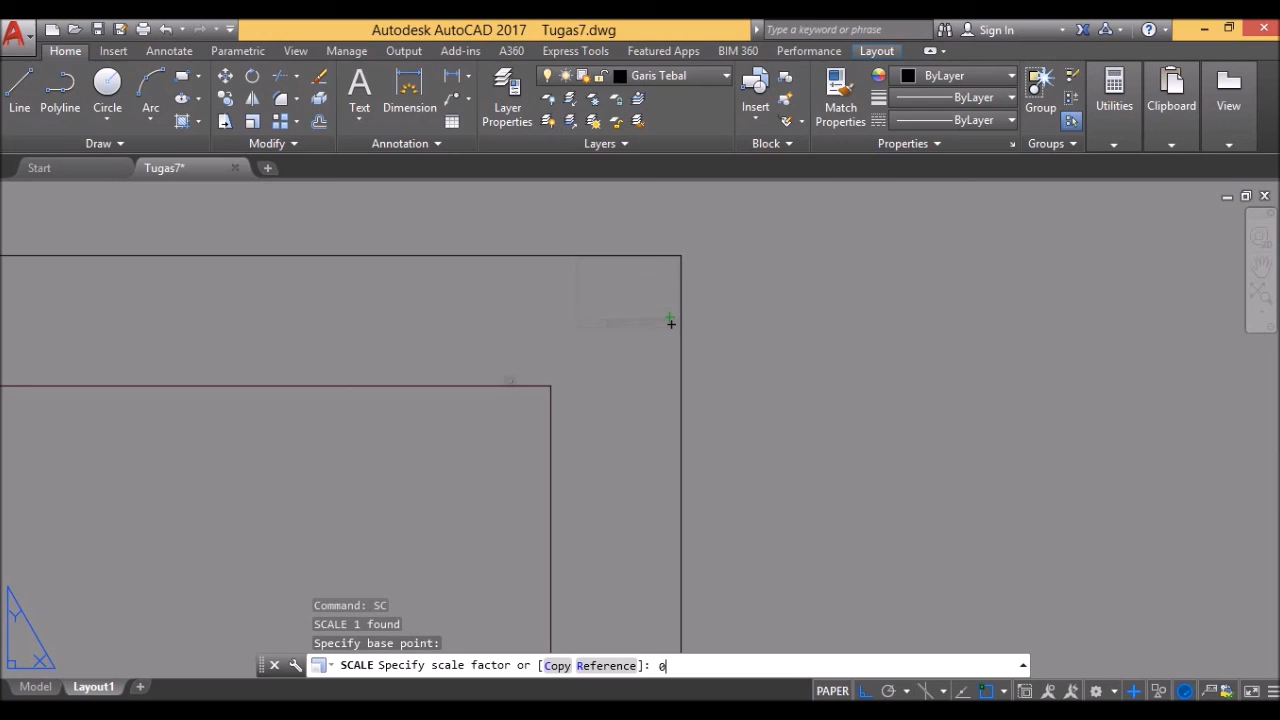 Autodesk AutoCAD 2017 Tugas7.dwg
Type a keyword or phrase
Sign In
Home Insert Annotate Parametric View Manage Output Add-ins A360 Express Tools Featured Apps BIM 360 Performance Layout
Garis Tebal
ByLayer
Line Polyline Circle Arc Text Dimension Layer Properties Insert Match Properties ByLayer Group Utilities Clipboard View
ByLayer
Draw Modify Annotation Layers Block Properties Groups
Start Tugas7*
Y
X
Command: SC
SCALE 1 found
Specify base point:
SCALE Specify scale factor or [Copy Reference]: 0
Model Layout1
PAPER